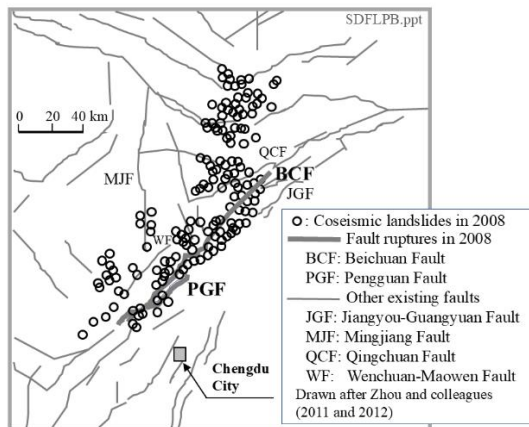 SDFLPB.ppt
0 20 40 km
QCF
BCF
MJF
JGF
WF
PGF
Chengdu
City
: Coseismic landslides in 2008
Fault ruptures in 2008
BCF: Beichuan Fault
PGF: Pengguan Fault
Other existing faults
JGF: Jiangyou-Guangyuan Fault
MJF: Mingjiang Fault
QCF: Qingchuan Fault
WF: Wenchuan-Maowen Fault
Drawn after Zhou and colleagues
(2011 and 2012)